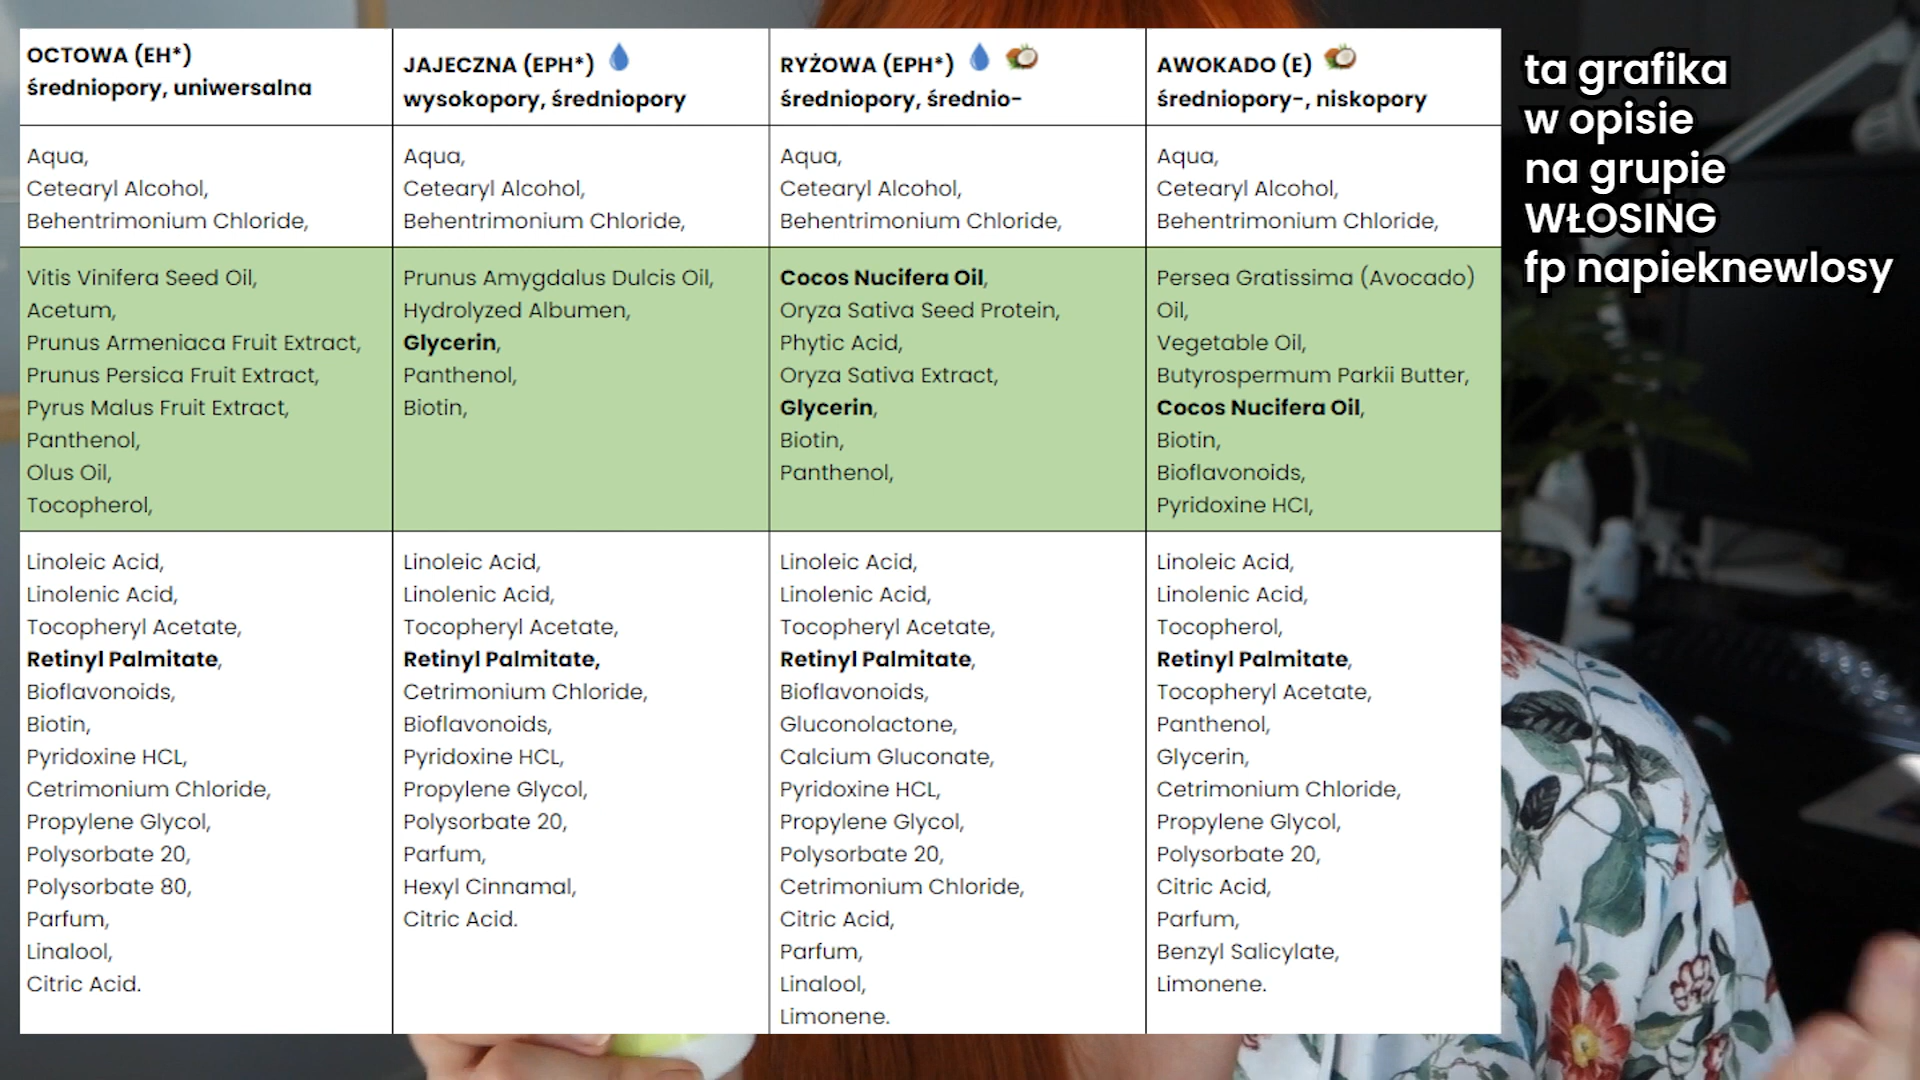 OCTOWA (EH*)
średniopory, uniwersalna
JAJECZNA (EPH*)
wysokopory, średniopory
RYŻOWA (EPH*)
średniopory, średnio-
AWOKADO (E)
średniopory-, niskopory
Aqua,
Cetearyl Alcohol,
Behentrimonium Chloride,
Aqua,
Cetearyl Alcohol,
Behentrimonium Chloride,
Aqua,
Cetearyl Alcohol,
Behentrimonium Chloride,
Aqua,
Cetearyl Alcohol,
Behentrimonium Chloride,
Vitis Vinifera Seed Oil,
Acetum,
Prunus Armeniaca Fruit Extract,
Prunus Persica Fruit Extract,
Pyrus Malus Fruit Extract,
Panthenol,
Olus Oil,
Tocopherol,
Prunus Amygdalus Dulcis Oil,
Hydrolyzed Albumen,
Glycerin,
Panthenol,
Biotin,
Cocos Nucifera Oil,
Oryza Sativa Seed Protein,
Phytic Acid,
Oryza Sativa Extract,
Glycerin,
Biotin,
Panthenol,
Persea Gratissima (Avocado)
Oil,
Vegetable Oil,
Butyrospermum Parkii Butter,
Cocos Nucifera Oil,
Biotin,
Bioflavonoids,
Pyridoxine HCl,
Linoleic Acid,
Linolenic Acid,
Tocopheryl Acetate,
Retinyl Palmitate,
Bioflavonoids,
Biotin,
Pyridoxine HCL,
Cetrimonium Chloride,
Propylene Glycol,
Polysorbate 20,
Polysorbate 80,
Parfum,
Linalool,
Citric Acid.
Linoleic Acid,
Linolenic Acid,
Tocopheryl Acetate,
Retinyl Palmitate,
Cetrimonium Chloride,
Bioflavonoids,
Pyridoxine HCL,
Propylene Glycol,
Polysorbate 20,
Parfum,
Hexyl Cinnamal,
Citric Acid.
Linoleic Acid,
Linolenic Acid,
Tocopheryl Acetate,
Retinyl Palmitate,
Bioflavonoids,
Gluconolactone,
Calcium Gluconate,
Pyridoxine HCL,
Propylene Glycol,
Polysorbate 20,
Cetrimonium Chloride,
Citric Acid,
Parfum,
Linalool,
Limonene.
Linoleic Acid,
Linolenic Acid,
Tocopherol,
Retinyl Palmitate,
Tocopheryl Acetate,
Panthenol,
Glycerin,
Cetrimonium Chloride,
Propylene Glycol,
Polysorbate 20,
Citric Acid,
Parfum,
Benzyl Salicylate,
Limonene.
ta grafika
w opisie
na grupie
WŁOSING
fp napieknewlosy